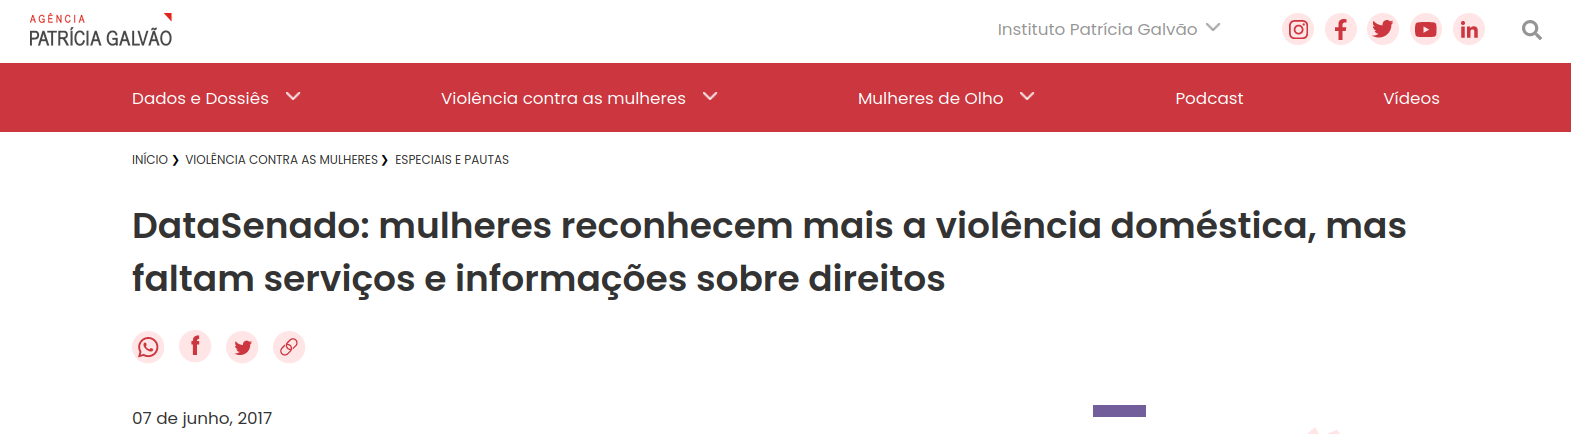 AGÊNCIA
PATRÍCIA GALVÃO
Instituto Patrícia Galvão
Dados e Dossiês
Violência contra as mulheres
Mulheres de Olho
Podcast
Vídeos
INÍCIO ❯ VIOLÊNCIA CONTRA AS MULHERES ❯ ESPECIAIS E PAUTAS
DataSenado: mulheres reconhecem mais a violência doméstica, mas
faltam serviços e informações sobre direitos
07 de junho, 2017